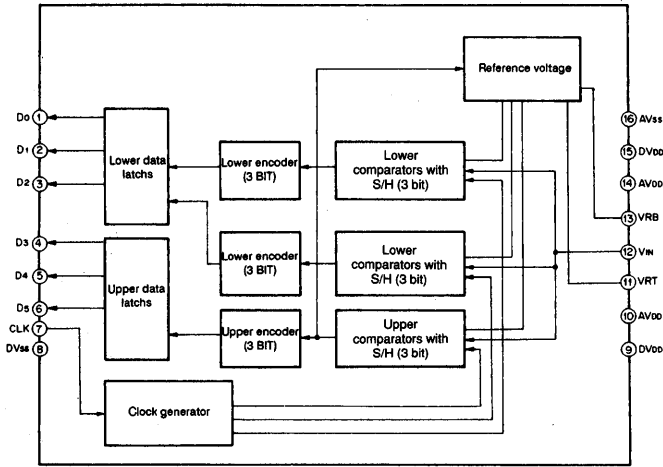 Reference voltage
D0 1
D1 2
D2 3
D3 4
D4 5
D5 6
CLK 7
DVss 8
Lower data
latchs
Upper data
latchs
Lower encoder
(3 BIT)
Lower encoder
(3 BIT)
Upper encoder
(3 BIT)
Lower
comparators with
S/H (3 bit)
Lower
comparators with
S/H (3 bit)
Upper
comparators with
S/H (3 bit)
Clock generator
16 AVss
15 DVDD
14 AVDD
13 VRB
12 VIN
11 VRT
10 AVDD
9 DVDD